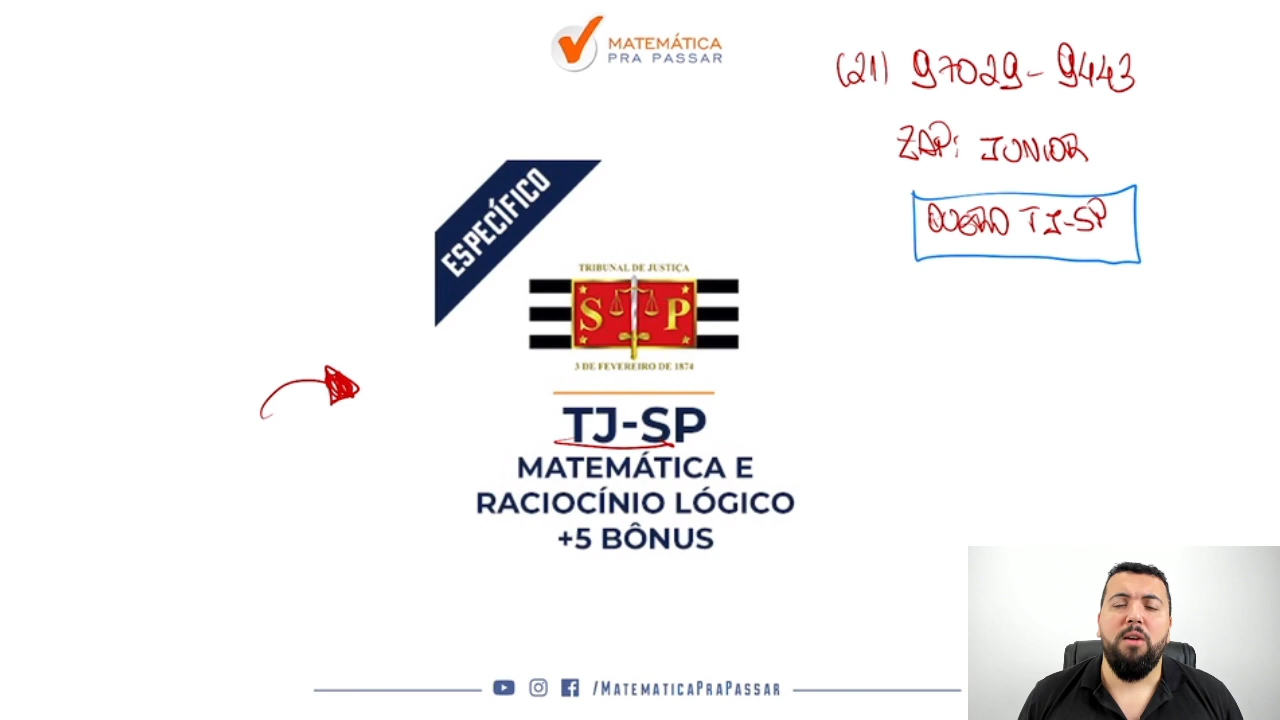 MATEMÁTICA
PRA PASSAR
(21) 97029-9443
ZAP: JUNIOR
QUERO TJ-SP
ESPECÍFICO
TRIBUNAL DE JUSTIÇA
S P
3 DE FEVEREIRO DE 1874
TJ-SP
MATEMÁTICA E
RACIOCÍNIO LÓGICO
+5 BÔNUS
/MATEMATICAPRAPASSAR